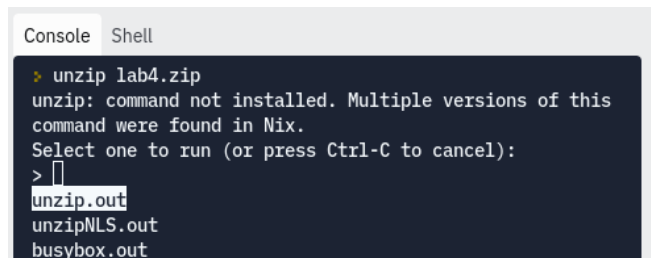 Console Shell
unzip lab4.zip
unzip: command not installed. Multiple versions of this
command were found in Nix.
Select one to run (or press Ctrl-C to cancel):
>
unzip.out
unzipNLS.out
busybox.out